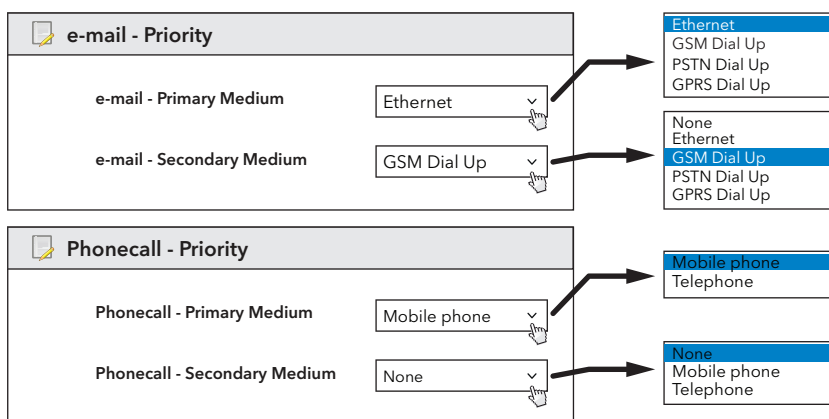 e-mail - Priority
e-mail - Primary Medium
Ethernet
e-mail - Secondary Medium
GSM Dial Up
Ethernet
GSM Dial Up
PSTN Dial Up
GPRS Dial Up
None
Ethernet
GSM Dial Up
PSTN Dial Up
GPRS Dial Up
Phonecall - Priority
Phonecall - Primary Medium
Mobile phone
Phonecall - Secondary Medium
None
Mobile phone
Telephone
None
Mobile phone
Telephone